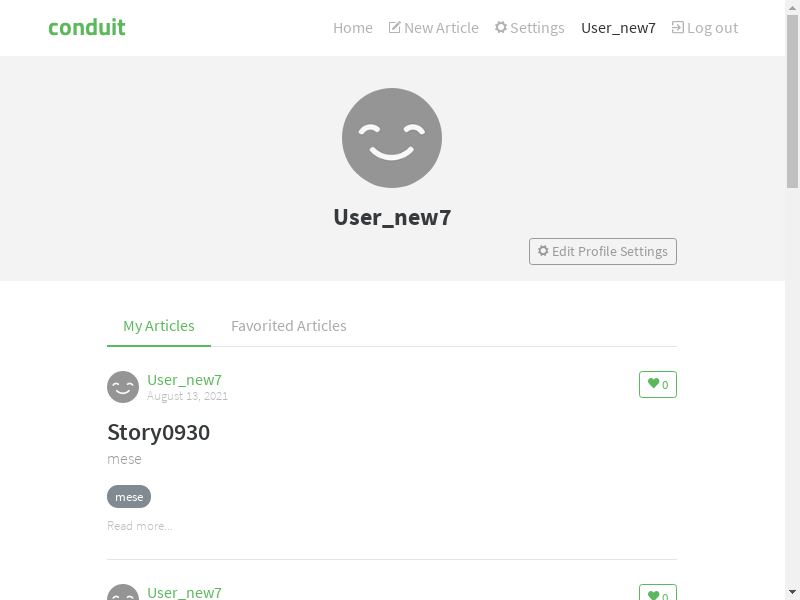 conduit
Home New Article Settings User_new7 Log out
User_new7
Edit Profile Settings
My Articles Favorited Articles
User_new7
August 13, 2021
0
Story0930
mese
mese
Read more...
User_new7
0